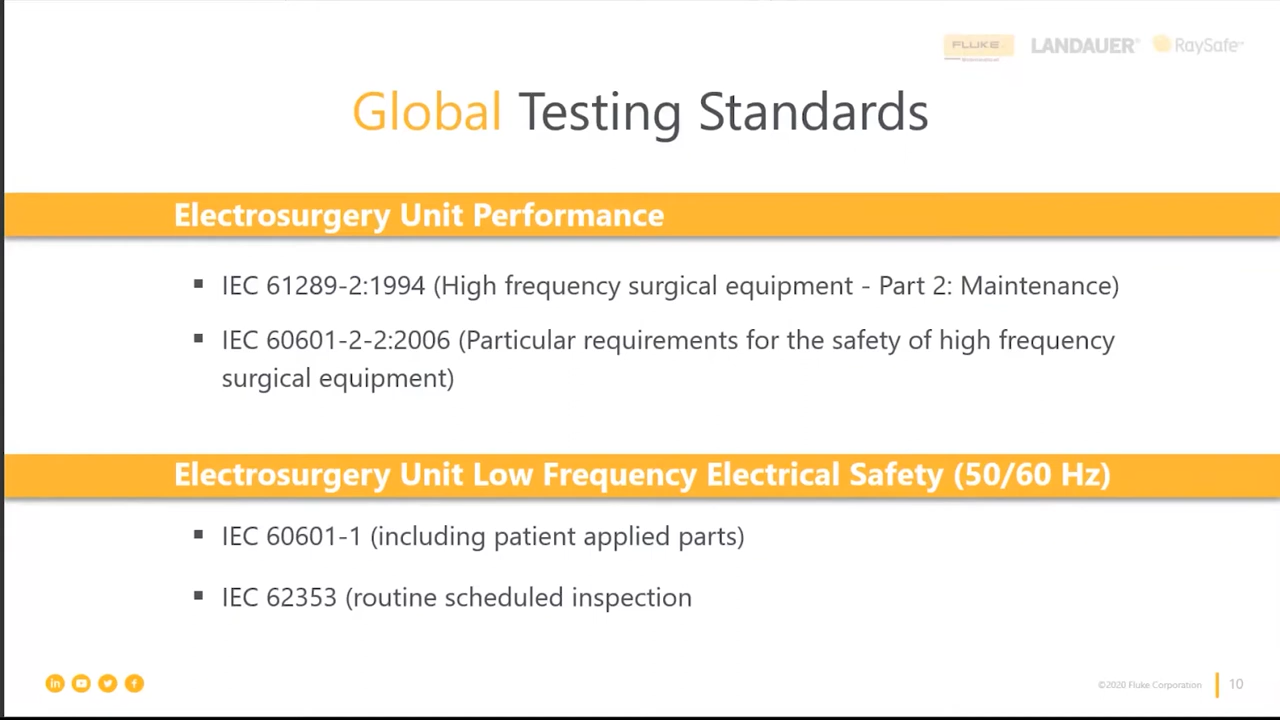 FLUKE LANDAUER RaySafe
Global Testing Standards
Electrosurgery Unit Performance
▪ IEC 61289-2:1994 (High frequency surgical equipment - Part 2: Maintenance)
▪ IEC 60601-2-2:2006 (Particular requirements for the safety of high frequency
surgical equipment)
Electrosurgery Unit Low Frequency Electrical Safety (50/60 Hz)
▪ IEC 60601-1 (including patient applied parts)
▪ IEC 62353 (routine scheduled inspection
©2020 Fluke Corporation 10